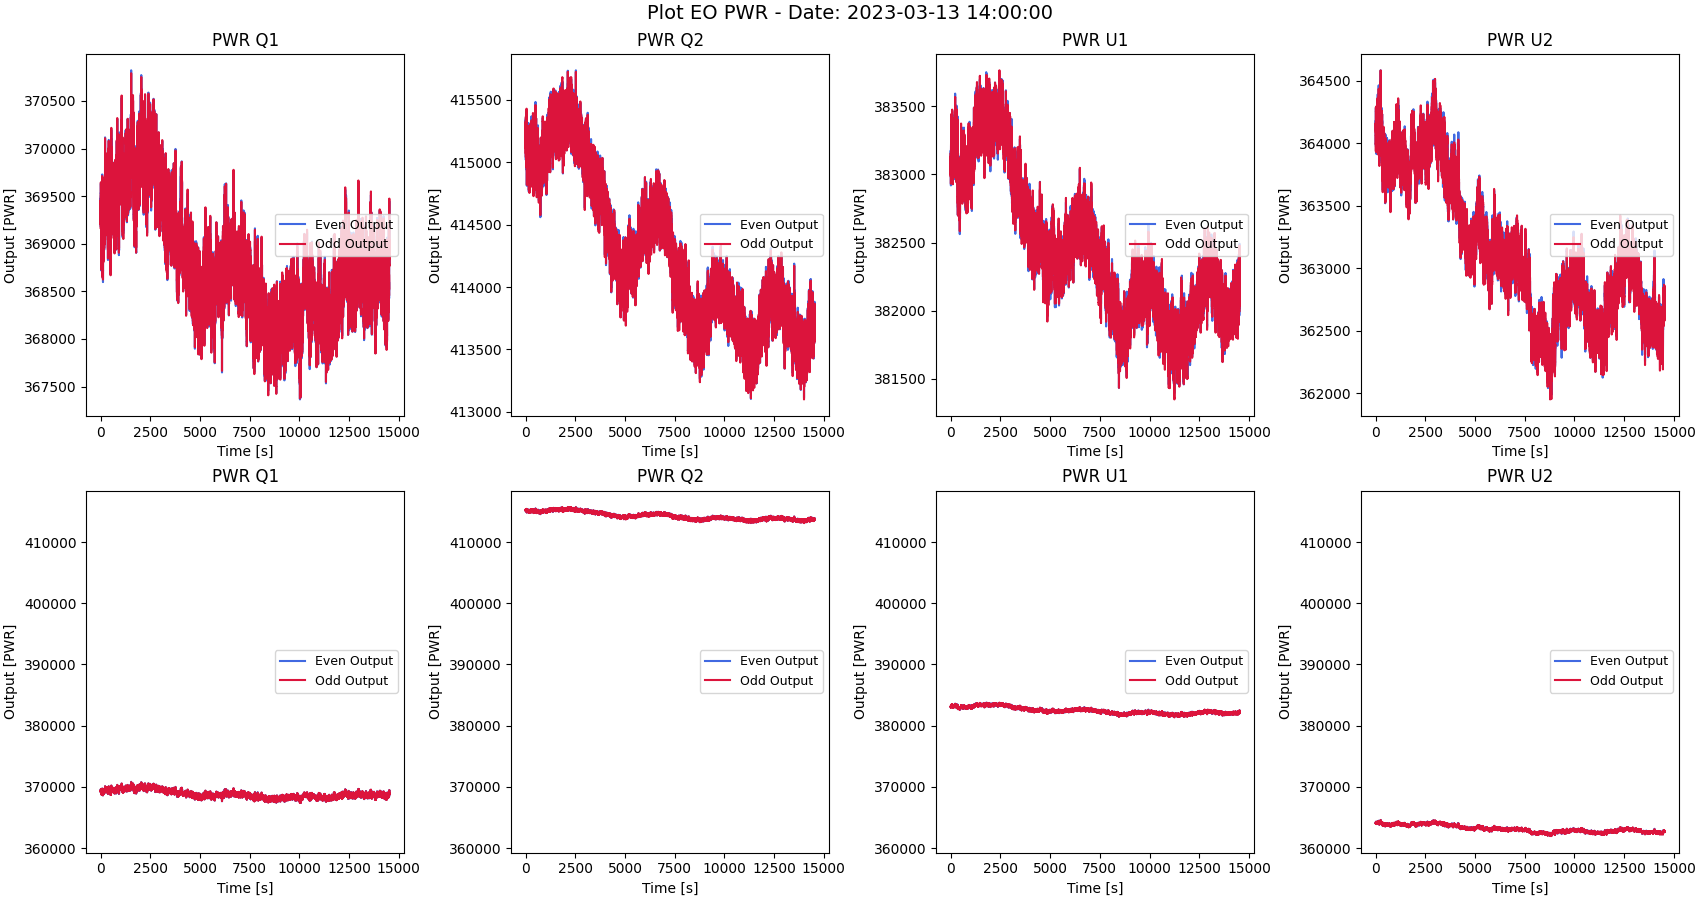 Plot EO PWR - Date: 2023-03-13 14:00:00
PWR Q1
Output [PWR]
370500
370000
369500
369000
368500
368000
367500
Even Output
Odd Output
0 2500 5000 7500 10000 12500 15000
Time [s]
PWR Q2
Output [PWR]
415500
415000
414500
414000
413500
413000
Even Output
Odd Output
0 2500 5000 7500 10000 12500 15000
Time [s]
PWR U1
Output [PWR]
383500
383000
382500
382000
381500
Even Output
Odd Output
0 2500 5000 7500 10000 12500 15000
Time [s]
PWR U2
Output [PWR]
364500
364000
363500
363000
362500
362000
Even Output
Odd Output
0 2500 5000 7500 10000 12500 15000
Time [s]
PWR Q1
Output [PWR]
410000
400000
390000
380000
370000
360000
Even Output
Odd Output
0 2500 5000 7500 10000 12500 15000
Time [s]
PWR Q2
Output [PWR]
410000
400000
390000
380000
370000
360000
Even Output
Odd Output
0 2500 5000 7500 10000 12500 15000
Time [s]
PWR U1
Output [PWR]
410000
400000
390000
380000
370000
360000
Even Output
Odd Output
0 2500 5000 7500 10000 12500 15000
Time [s]
PWR U2
Output [PWR]
410000
400000
390000
380000
370000
360000
Even Output
Odd Output
0 2500 5000 7500 10000 12500 15000
Time [s]